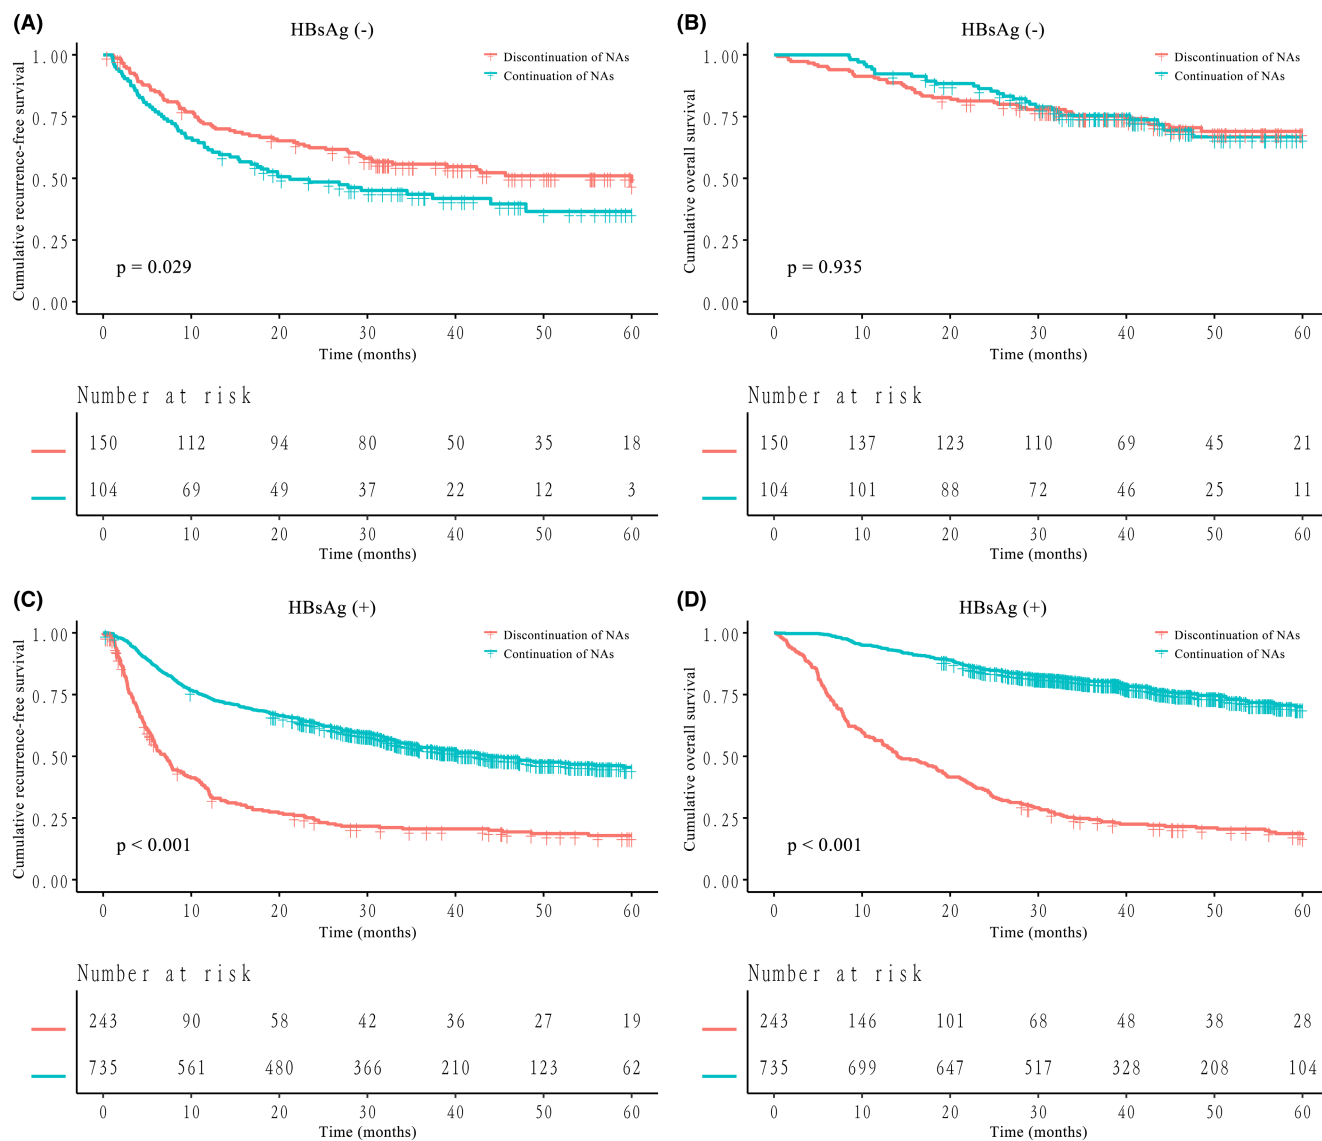 (A)
HBsAg (-)
Discontinuation of NAs
Continuation of NAs
Cumulative recurrence-free survival
1.00
0.75
0.50
0.25
0.00
p = 0.029
0 10 20 30 40 50 60
Time (months)
Number at risk
150 112 94 80 50 35 18
104 69 49 37 22 12 3
0 10 20 30 40 50 60
Time (months)
(B)
HBsAg (-)
Discontinuation of NAs
Continuation of NAs
Cumulative overall survival
1.00
0.75
0.50
0.25
0.00
p = 0.935
0 10 20 30 40 50 60
Time (months)
Number at risk
150 137 123 110 69 45 21
104 101 88 72 46 25 11
0 10 20 30 40 50 60
Time (months)
(C)
HBsAg (+)
Discontinuation of NAs
Continuation of NAs
Cumulative recurrence-free survival
1.00
0.75
0.50
0.25
0.00
p < 0.001
0 10 20 30 40 50 60
Time (months)
Number at risk
243 90 58 42 36 27 19
735 561 480 366 210 123 62
0 10 20 30 40 50 60
Time (months)
(D)
HBsAg (+)
Discontinuation of NAs
Continuation of NAs
Cumulative overall survival
1.00
0.75
0.50
0.25
0.00
p < 0.001
0 10 20 30 40 50 60
Time (months)
Number at risk
243 146 101 68 48 38 28
735 699 647 517 328 208 104
0 10 20 30 40 50 60
Time (months)